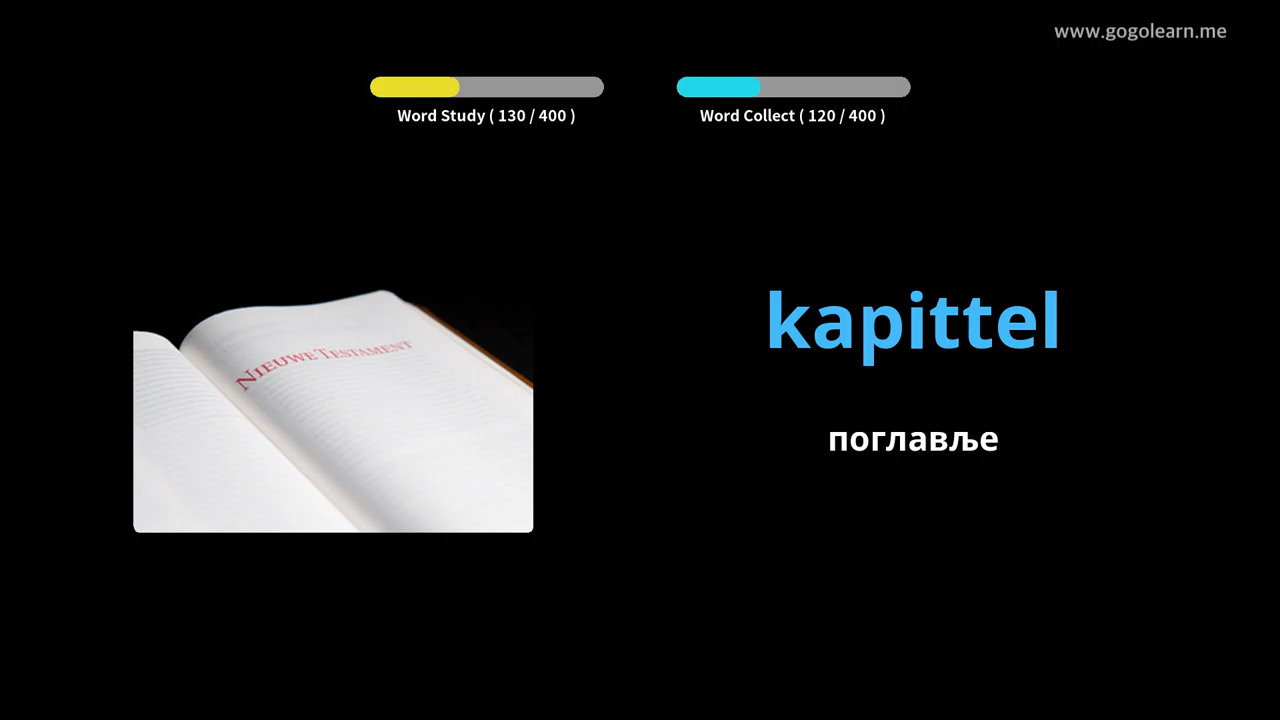 www.gogolearn.me
Word Study ( 130 / 400 )
Word Collect ( 120 / 400 )
NIEUWE TESTAMENT
kapittel
поглавље